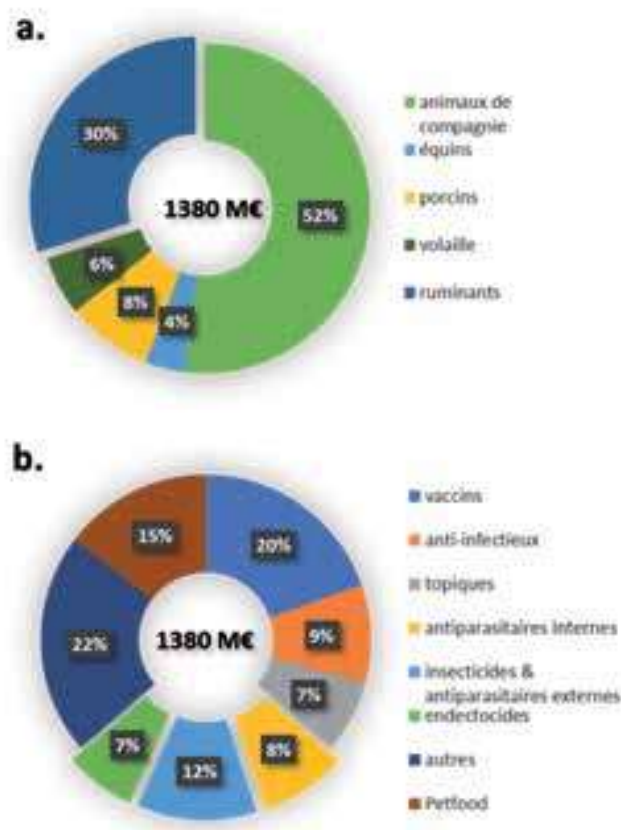 a.
30%
52%
6%
8%
4%
1380 M€
animaux de
compagnie
équins
porcins
volaille
ruminants
b.
15%
20%
22%
9%
7%
7%
8%
12%
1380 M€
vaccins
anti-infectieux
topiques
antiparasitaires internes
insecticides &
antiparasitaires externes
endectocides
autres
Petfood